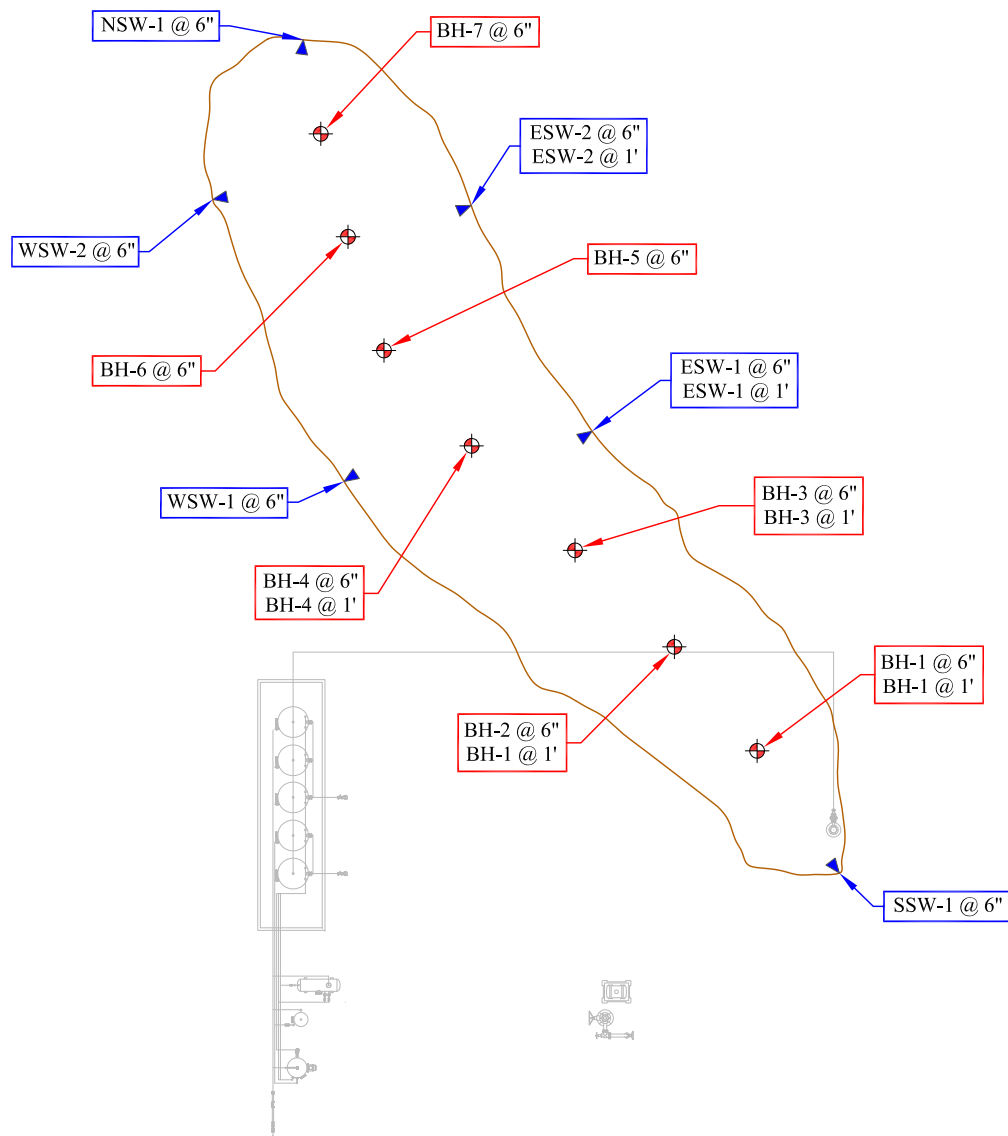 NSW-1 @ 6"
BH-7 @ 6"
ESW-2 @ 6"
ESW-2 @ 1'
WSW-2 @ 6"
BH-5 @ 6"
BH-6 @ 6"
ESW-1 @ 6"
ESW-1 @ 1'
WSW-1 @ 6"
BH-3 @ 6"
BH-3 @ 1'
BH-4 @ 6"
BH-4 @ 1'
BH-1 @ 6"
BH-1 @ 1'
BH-2 @ 6"
BH-1 @ 1'
SSW-1 @ 6"